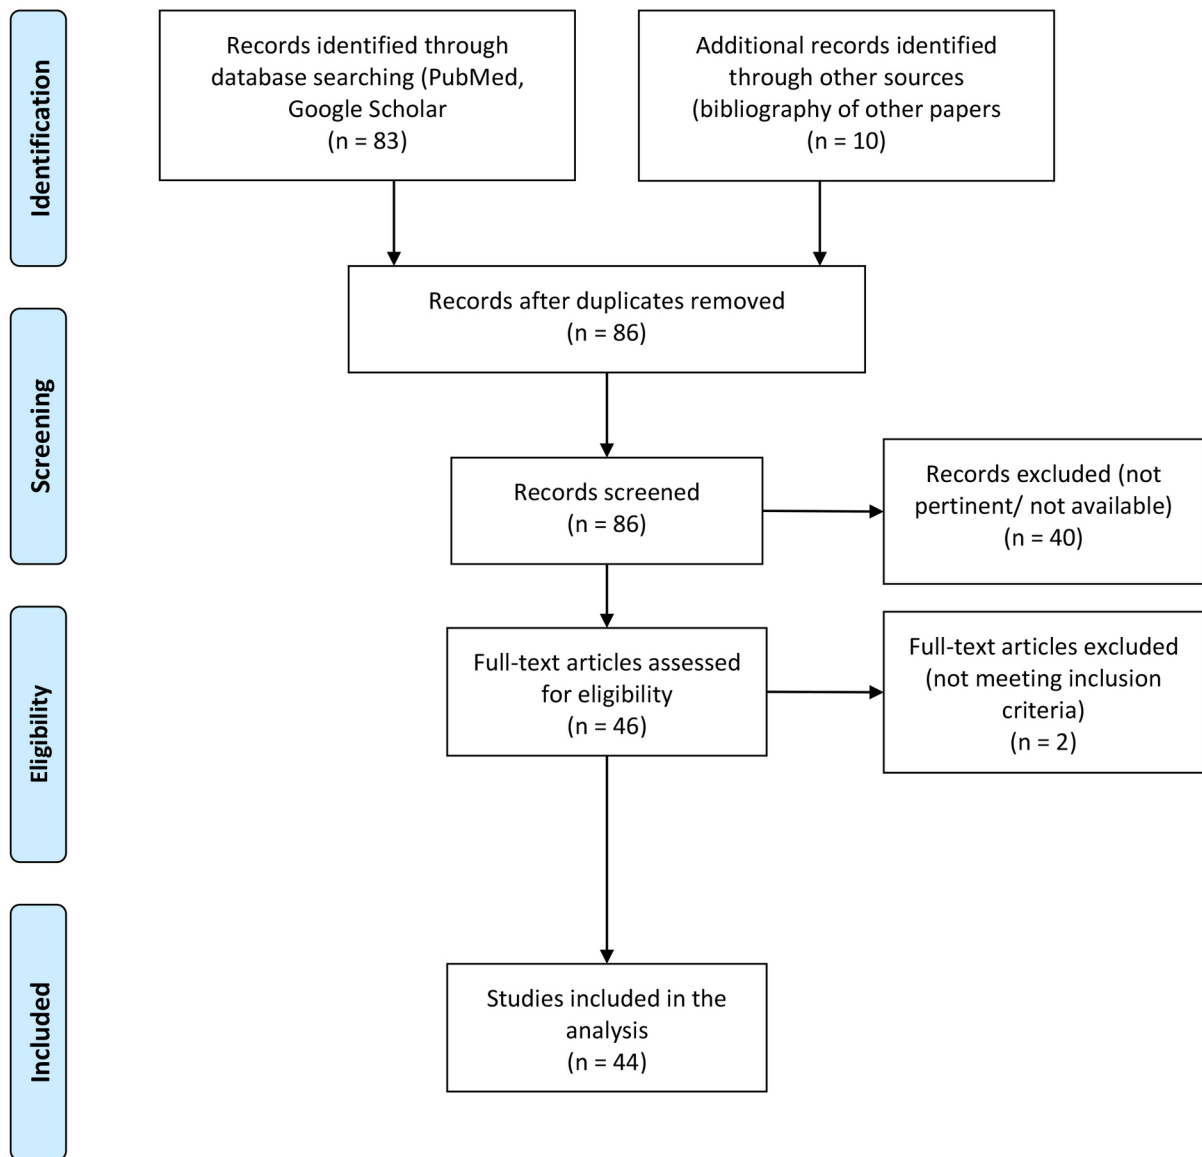 Identification
Records identified through
database searching (PubMed,
Google Scholar
(n = 83)
Additional records identified
through other sources
(bibliography of other papers
(n = 10)
Records after duplicates removed
(n = 86)
Screening
Records screened
(n = 86)
Records excluded (not
pertinent/ not available)
(n = 40)
Eligibility
Full-text articles assessed
for eligibility
(n = 46)
Full-text articles excluded
(not meeting inclusion
criteria)
(n = 2)
Included
Studies included in the
analysis
(n = 44)